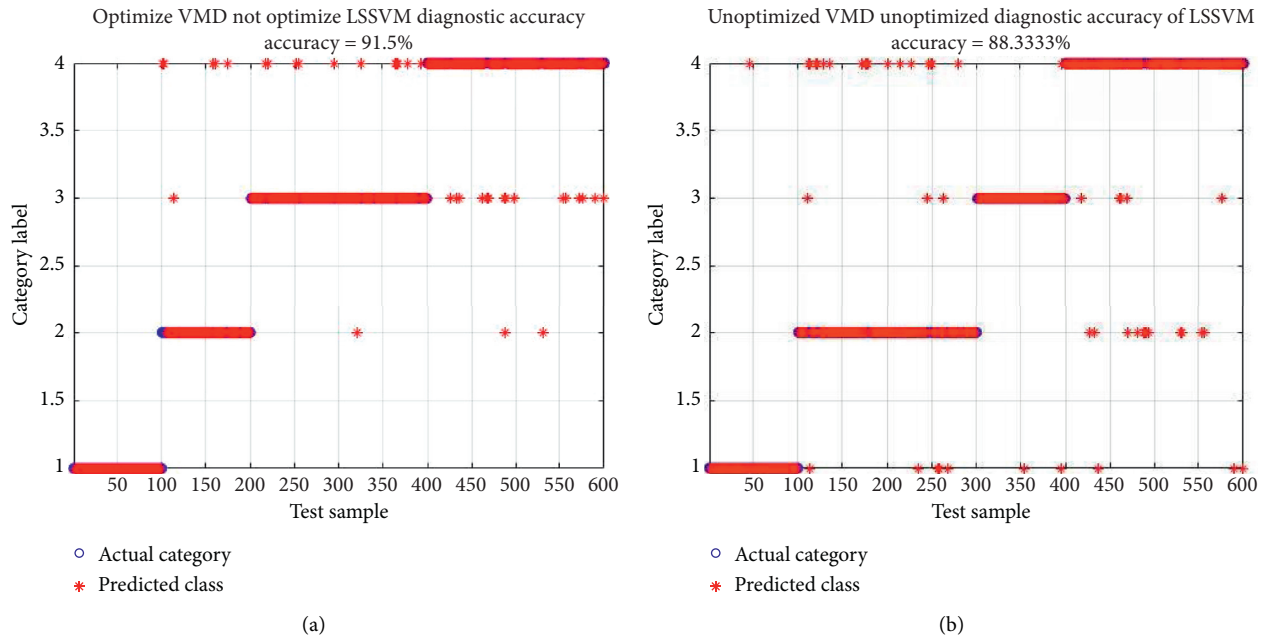 Optimize VMD not optimize LSSVM diagnostic accuracy
accuracy = 91.5%
4
3.5
3
2.5
2
1.5
1
Category label
50 100 150 200 250 300 350 400 450 500 550 600
Test sample
Actual category
Predicted class
(a)
Unoptimized VMD unoptimized diagnostic accuracy of LSSVM
accuracy = 88.3333%
4
3.5
3
2.5
2
1.5
1
Category label
50 100 150 200 250 300 350 400 450 500 550 600
Test sample
Actual category
Predicted class
(b)